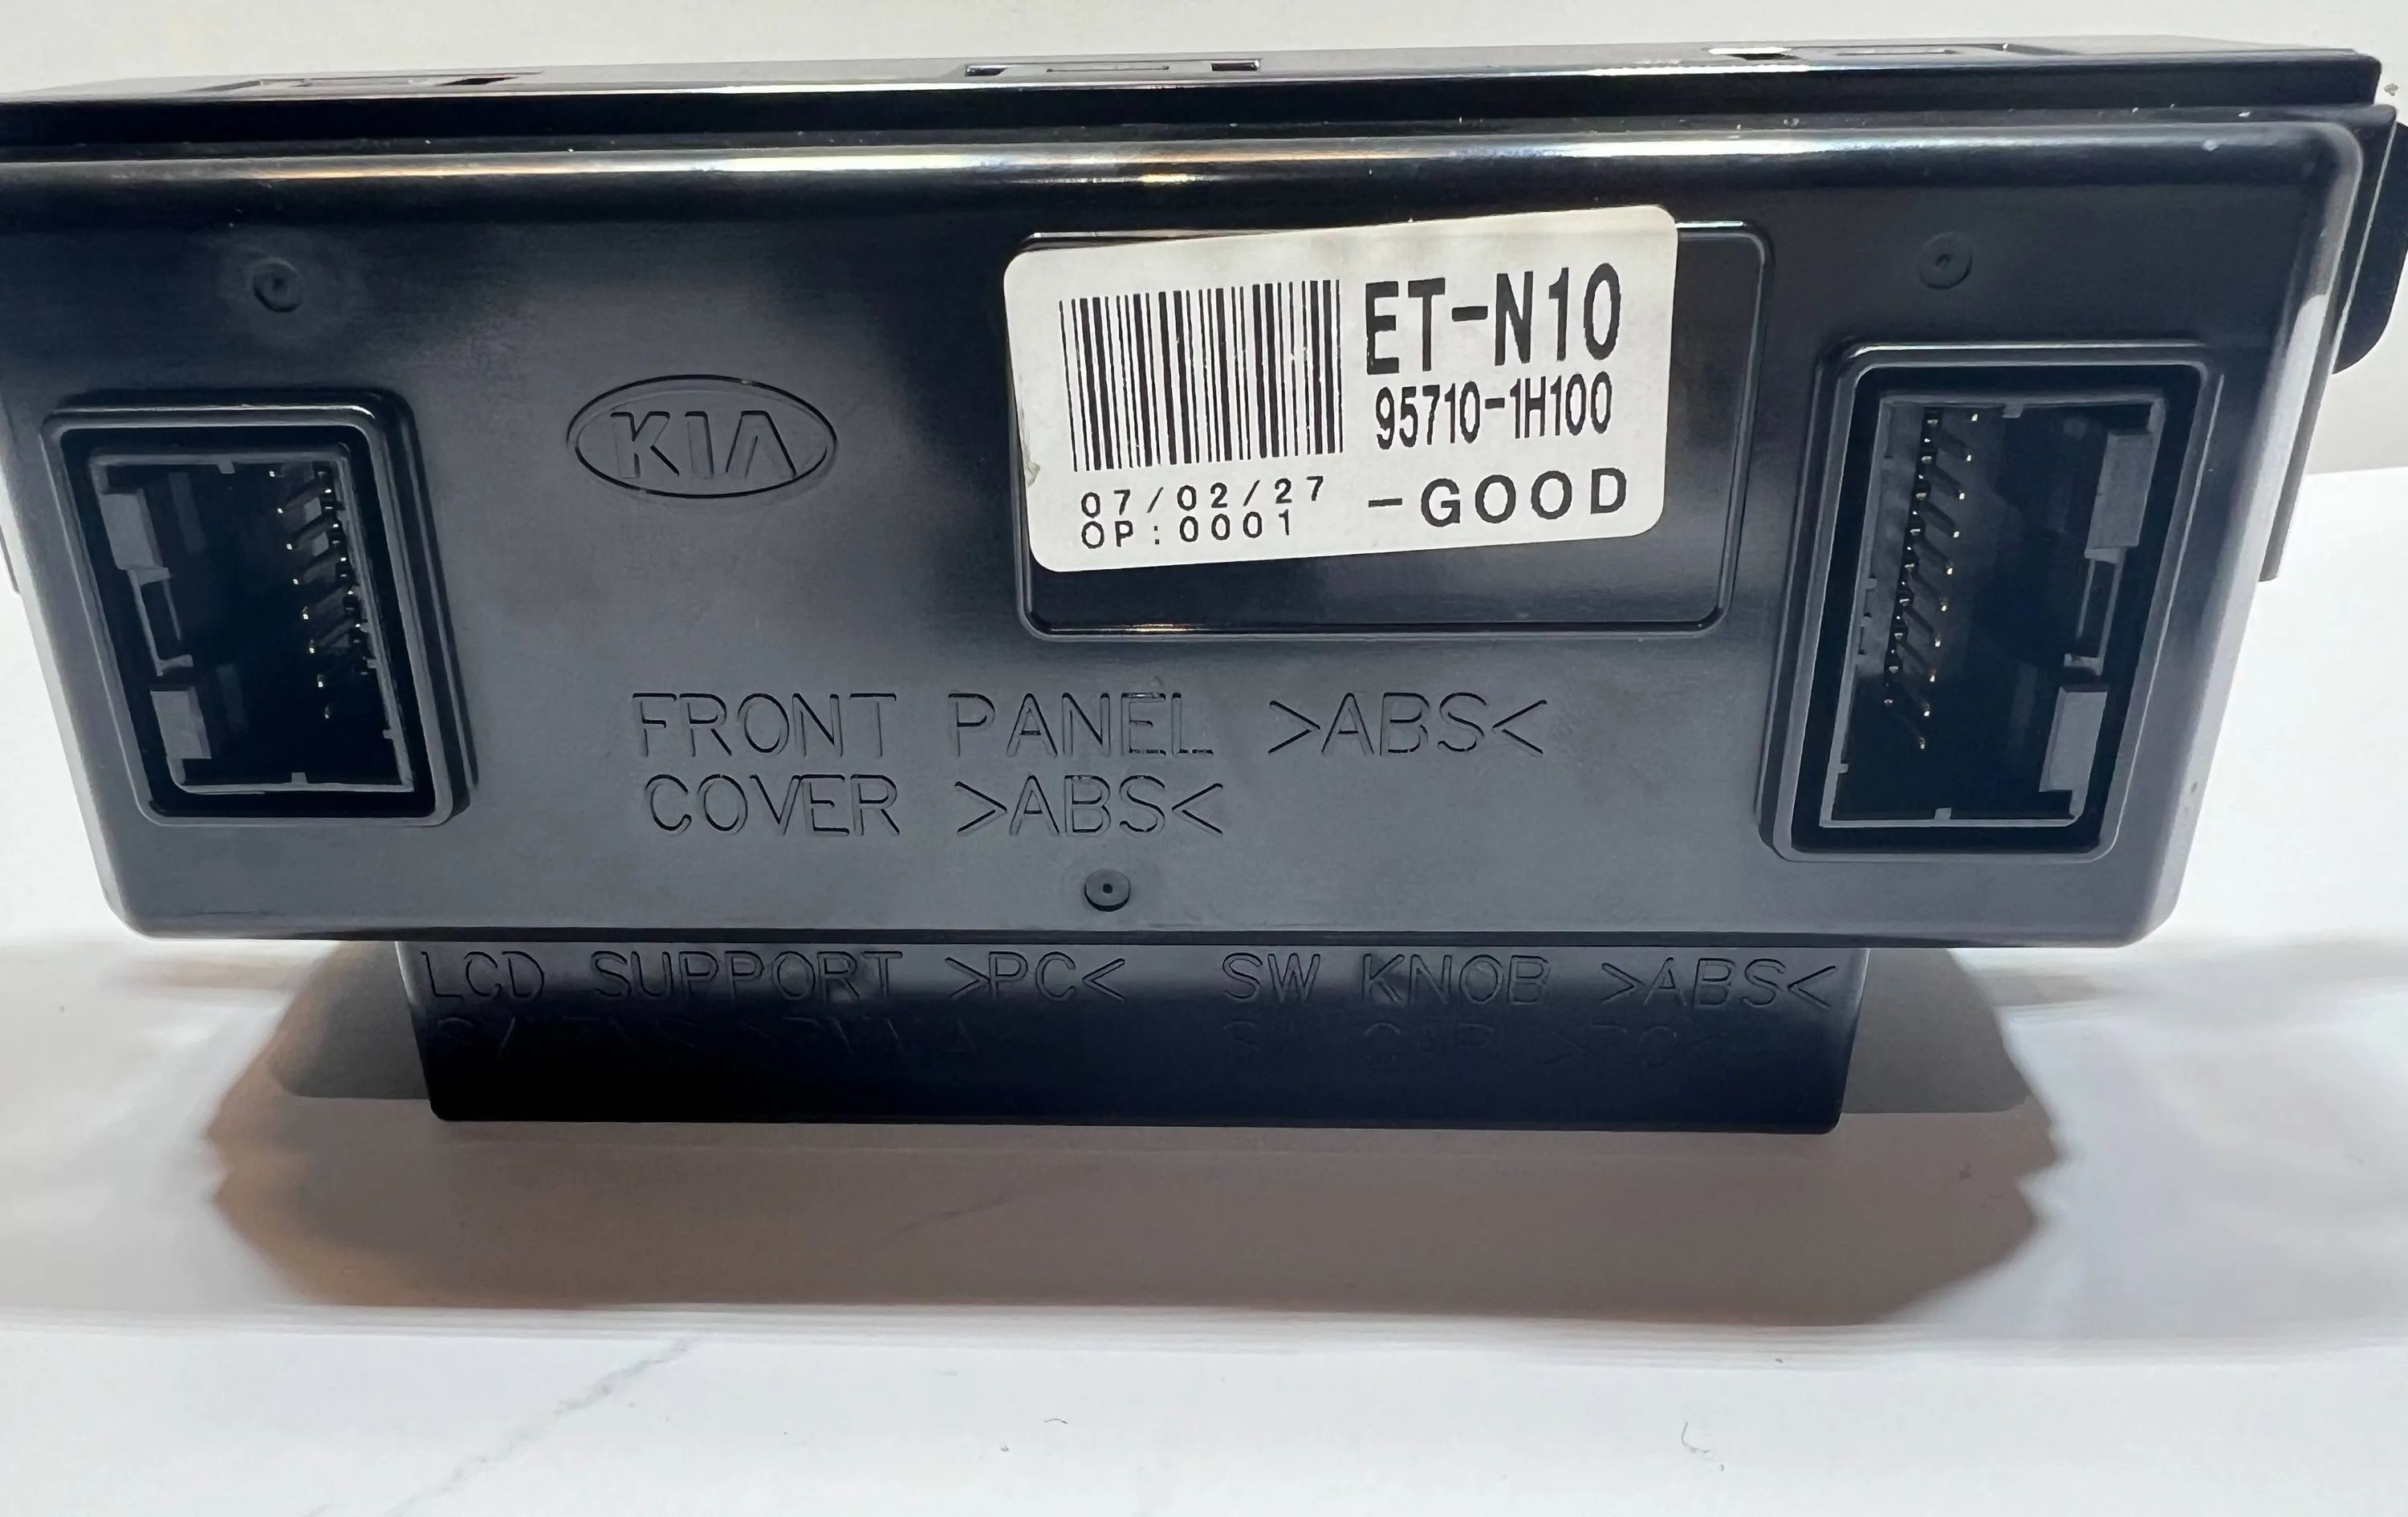 KIA
ET-N10
95710-1H100
07/02/27
OP:0001
-GOOD
FRONT PANEL >ABS<
COVER >ABS<
LCD SUPPORT >PC< SW KNOB >ABS<
>PC<